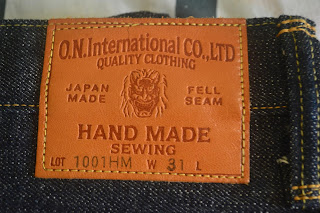 O.N.International CO.,LTD
QUALITY CLOTHING
JAPAN MADE
FELL SEAM
HAND MADE
SEWING
LOT 1001HM W 31 L